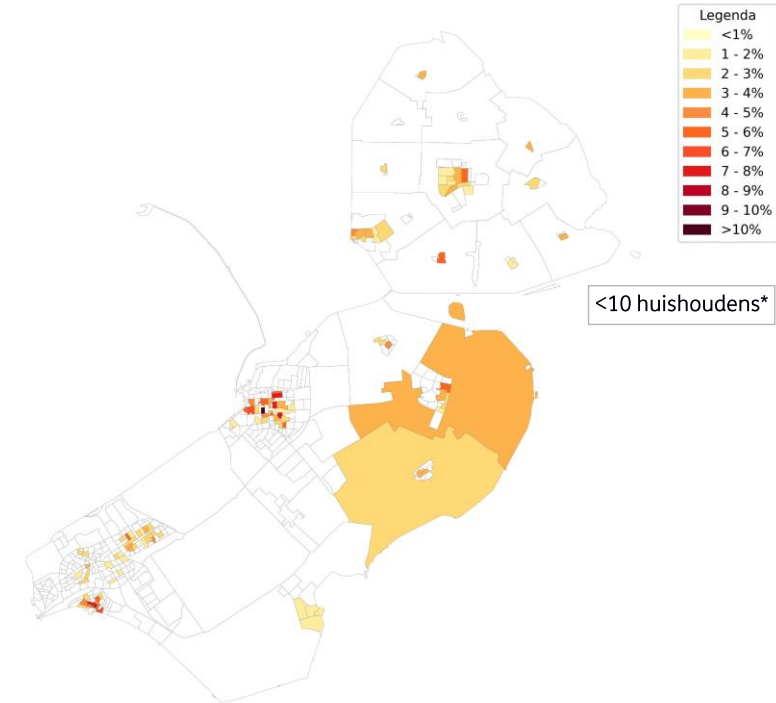 Legenda
<1%
1 - 2%
2 - 3%
3 - 4%
4 - 5%
5 - 6%
6 - 7%
7 - 8%
8 - 9%
9 - 10%
>10%
<10 huishoudens*